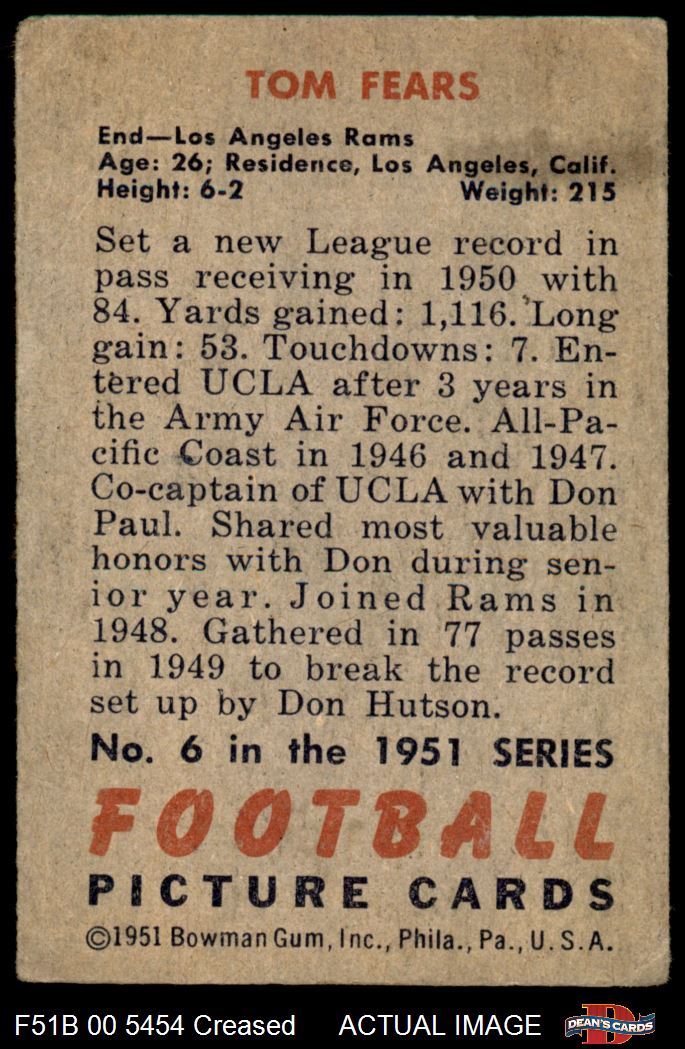 TOM FEARS
End—Los Angeles Rams
Age: 26; Residence, Los Angeles, Calif.
Height: 6-2 Weight: 215
Set a new League record in
pass receiving in 1950 with
84. Yards gained: 1,116. Long
gain: 53. Touchdowns: 7. En-
tered UCLA after 3 years in
the Army Air Force. All-Pa-
cific Coast in 1946 and 1947.
Co-captain of UCLA with Don
Paul. Shared most valuable
honors with Don during sen-
ior year. Joined Rams in
1948. Gathered in 77 passes
in 1949 to break the record
set up by Don Hutson.
No. 6 in the 1951 SERIES
FOOTBALL
PICTURE CARDS
©1951 Bowman Gum, Inc., Phila., Pa., U.S.A.
F51B 00 5454 Creased ACTUAL IMAGE
D
DEAN'S CARDS